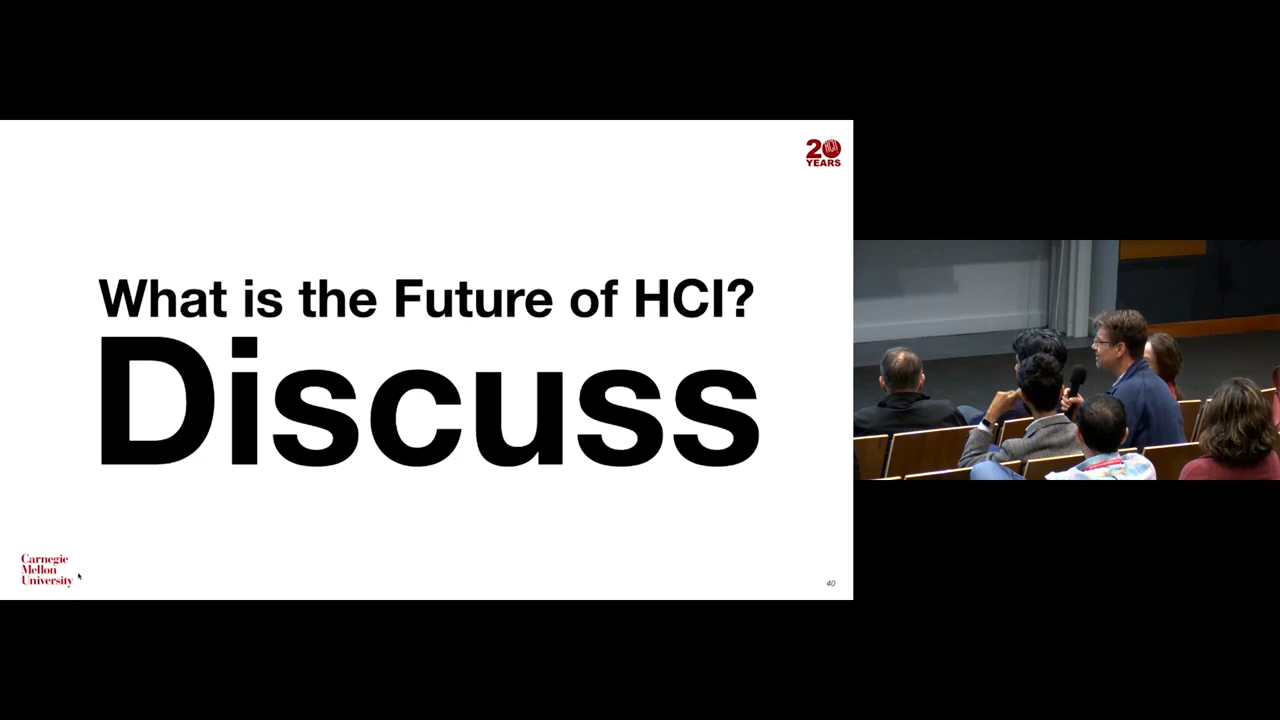 20
YEARS
What is the Future of HCI?
Discuss
Carnegie
Mellon
University
40